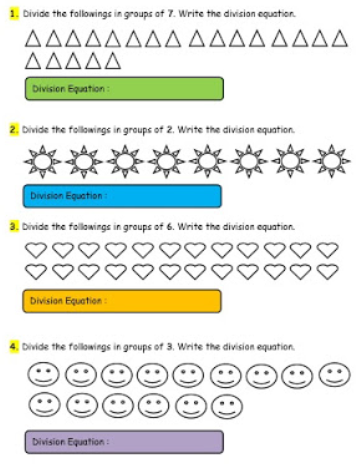 1. Divide the followings in groups of 7. Write the division equation.
Division Equation :
2. Divide the followings in groups of 2. Write the division equation.
Division Equation :
3. Divide the followings in groups of 6. Write the division equation.
Division Equation :
4. Divide the followings in groups of 3. Write the division equation.
Division Equation :